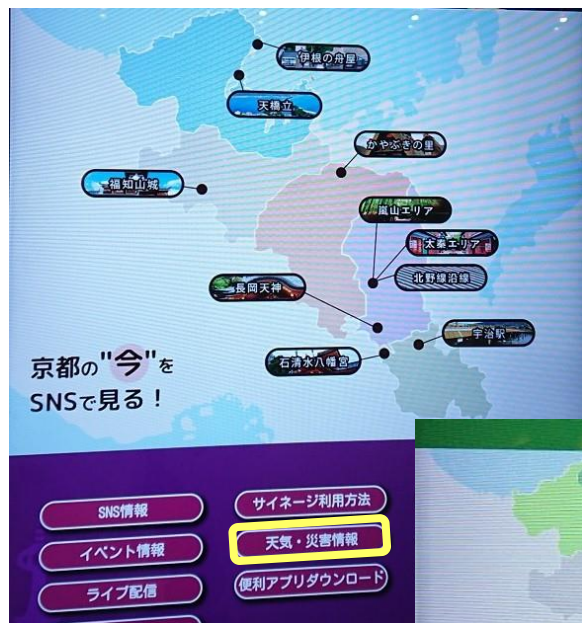 伊根の舟屋
天橋立
かやぶきの里
福知山城
嵐山エリア
太秦エリア
北野線沿線
長岡天神
宇治駅
石清水八幡宮
京都の"今"を
SNSで見る！
SNS情報
サイネージ利用方法
イベント情報
天気・災害情報
ライブ配信
便利アプリダウンロード